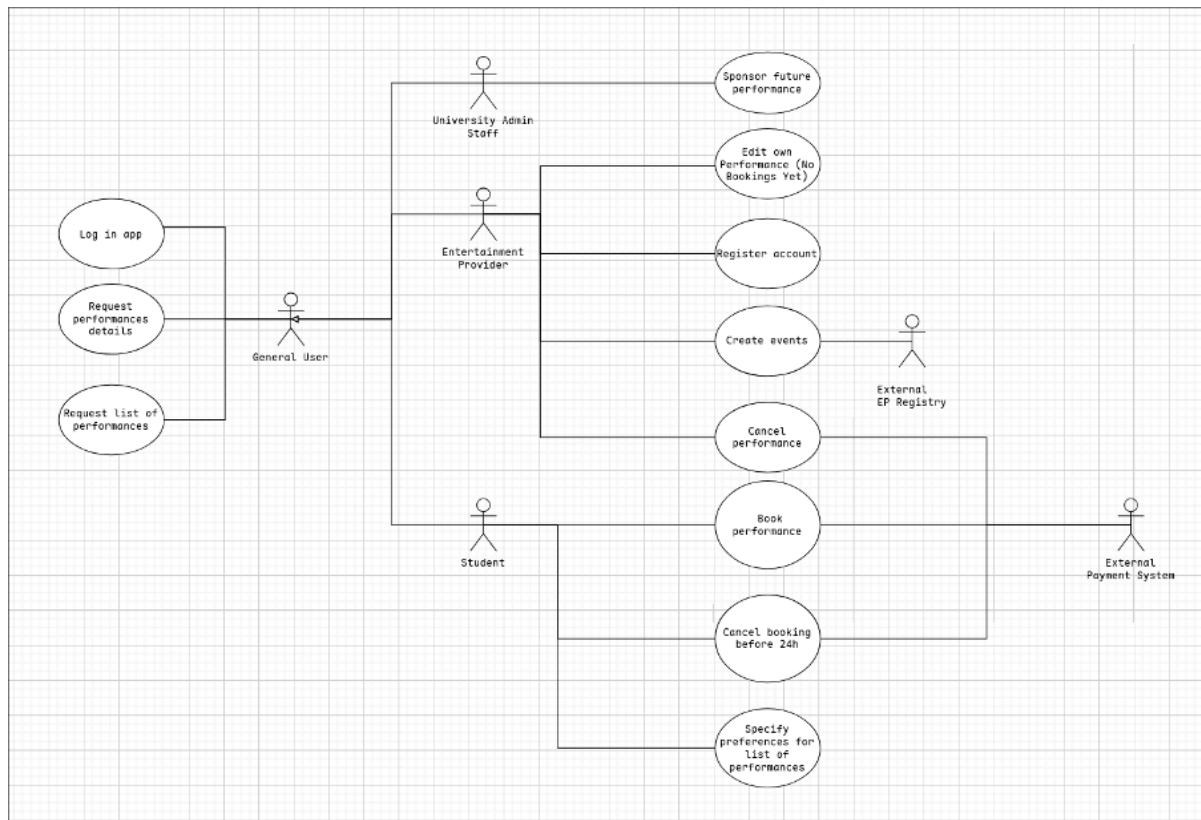 Sponsor future
performance
University Admin
Staff
Edit own
Performance (No
Bookings Yet)
Log in app
Entertainment
Provider
Register account
Request
performances
details
General User
Create events
External
EP Registry
Request list of
performances
Cancel
performance
Book
performance
Student
External
Payment System
Cancel booking
before 24h
Specify
preferences for
list of
performances